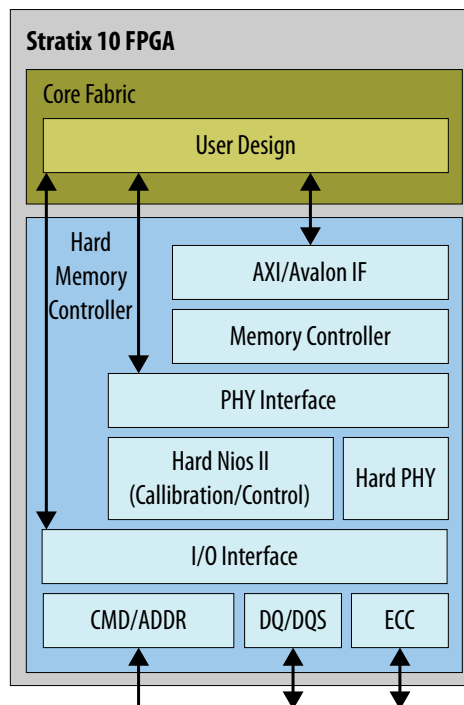 Stratix 10 FPGA
Core Fabric
User Design
Hard
Memory
Controller
AXI/Avalon IF
Memory Controller
PHY Interface
Hard Nios II
(Callibration/Control)
Hard PHY
I/O Interface
CMD/ADDR
DQ/DQS
ECC